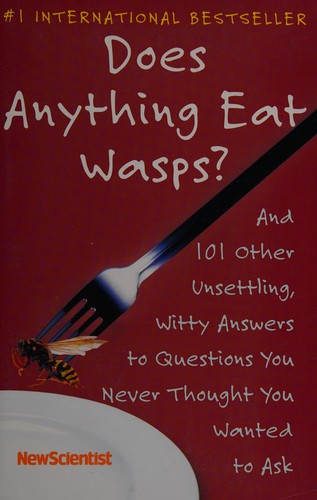 #1 INTERNATIONAL BESTSELLER
Does
Anything Eat
Wasps?
And
101 Other
Unsettling,
Witty Answers
to Questions You
Never Thought You
Wanted
to Ask
NewScientist